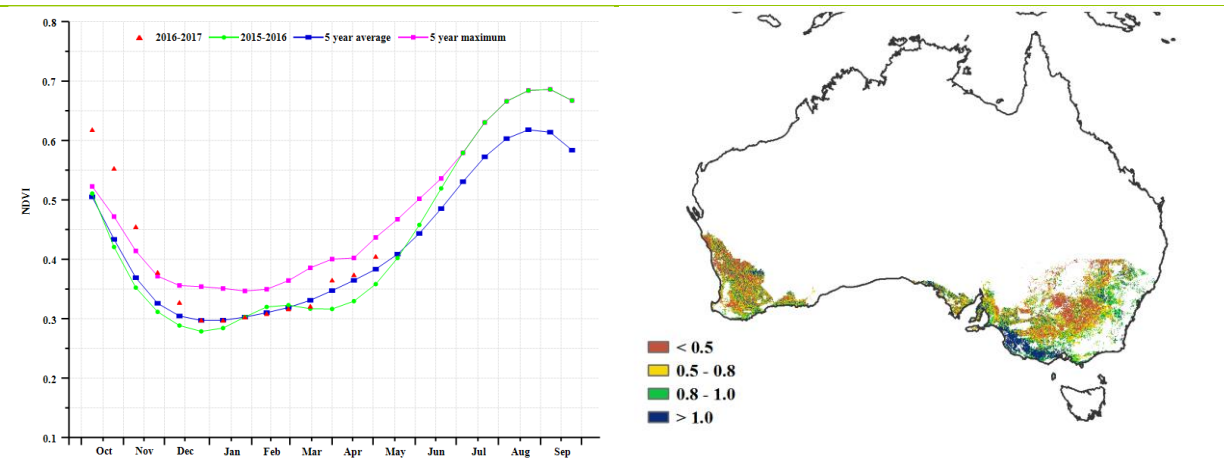 0.8
2016-2017 2015-2016 5 year average 5 year maximum
0.7
0.6
0.5
0.4
0.3
0.2
0.1
NDVI
Oct Nov Dec Jan Feb Mar Apr May Jun Jul Aug Sep
< 0.5
0.5 - 0.8
0.8 - 1.0
> 1.0